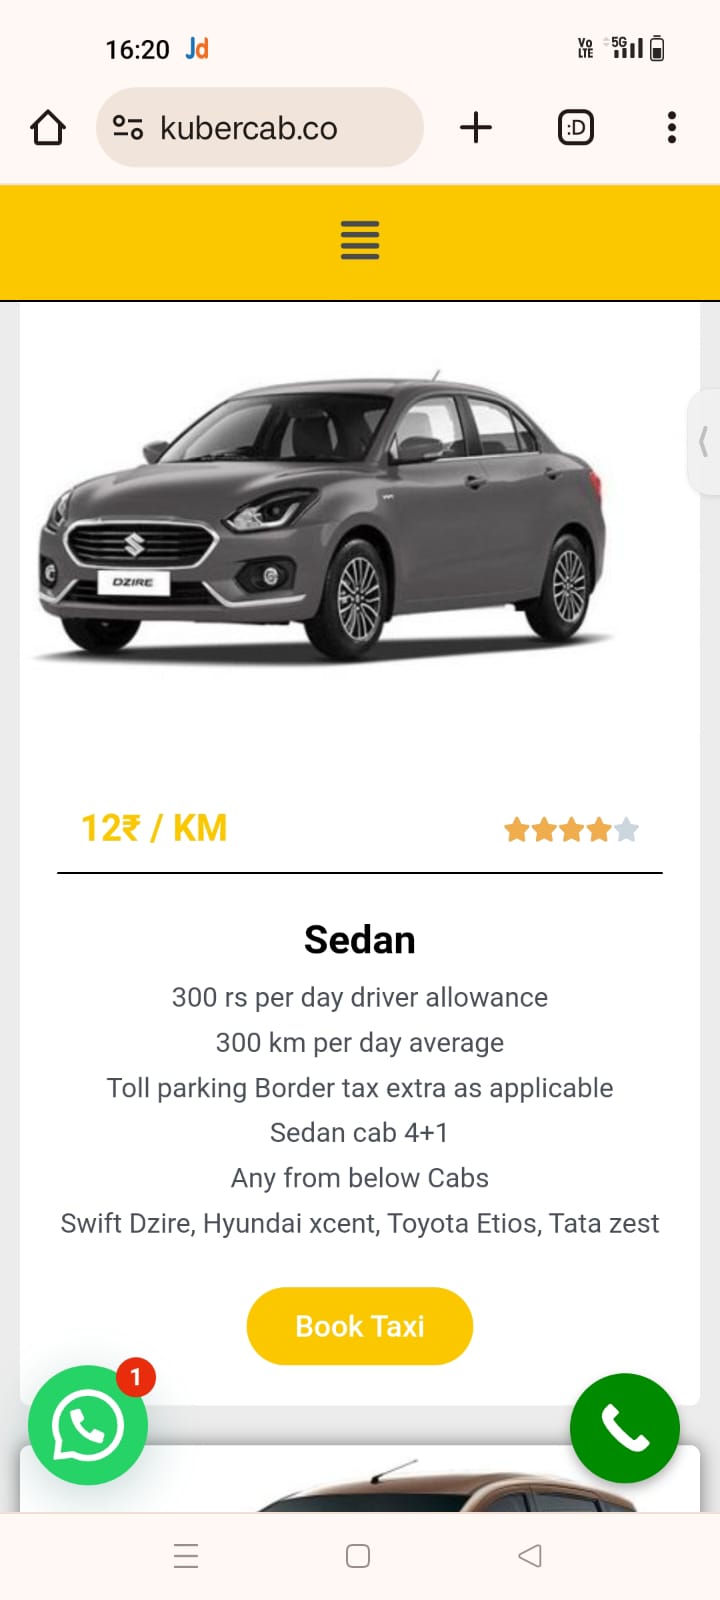 16:20 Jd Vo LTE 5G
kubercab.co :D
DZIRE
12₹ / KM
Sedan
300 rs per day driver allowance
300 km per day average
Toll parking Border tax extra as applicable
Sedan cab 4+1
Any from below Cabs
Swift Dzire, Hyundai xcent, Toyota Etios, Tata zest
Book Taxi
1